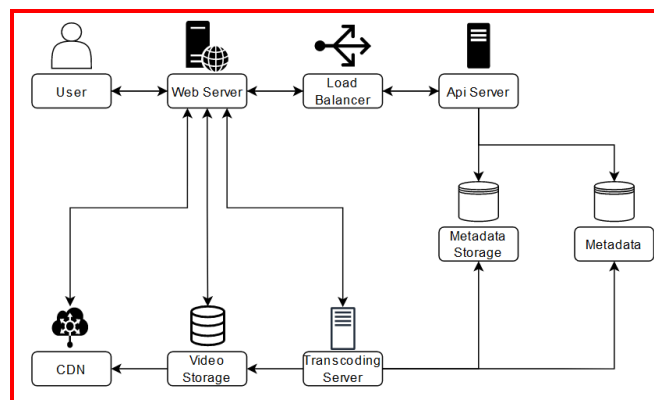 User
Web Server
Load
Balancer
Api Server
Metadata
Storage
Metadata
CDN
Video
Storage
Transcoding
Server